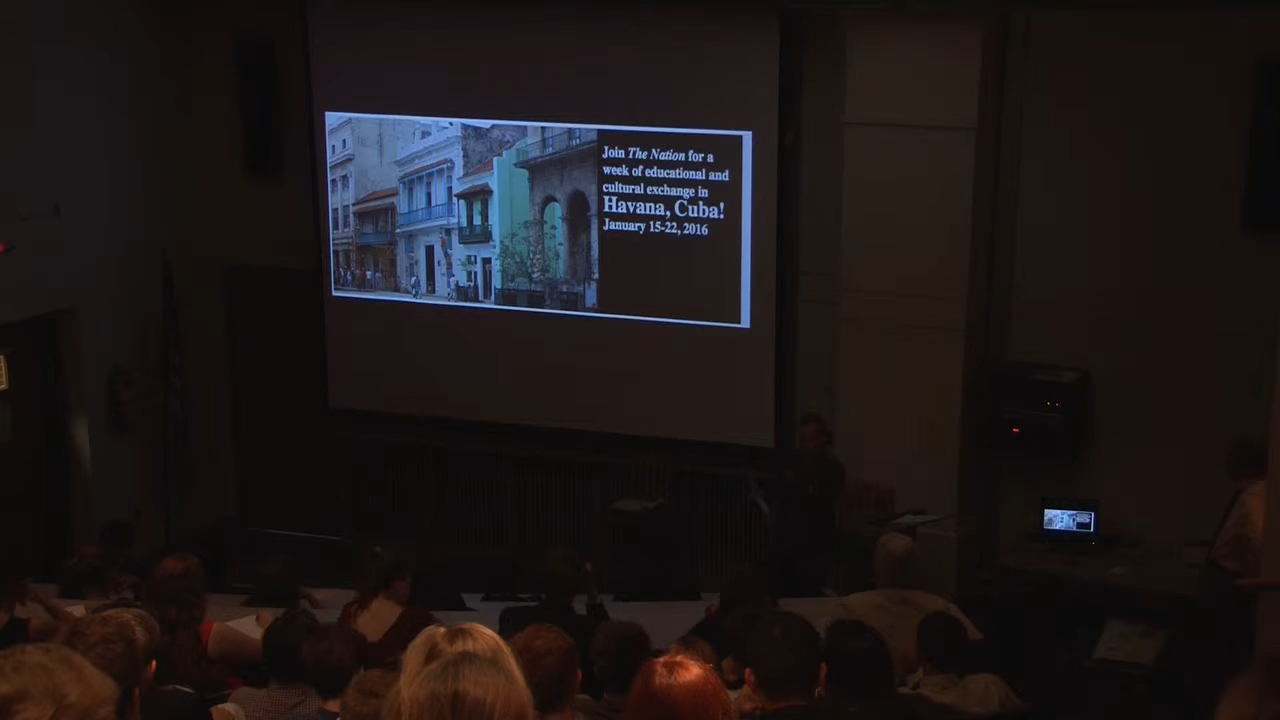 Join The Nation for a
week of educational and
cultural exchange in
Havana, Cuba!
January 15-22, 2016